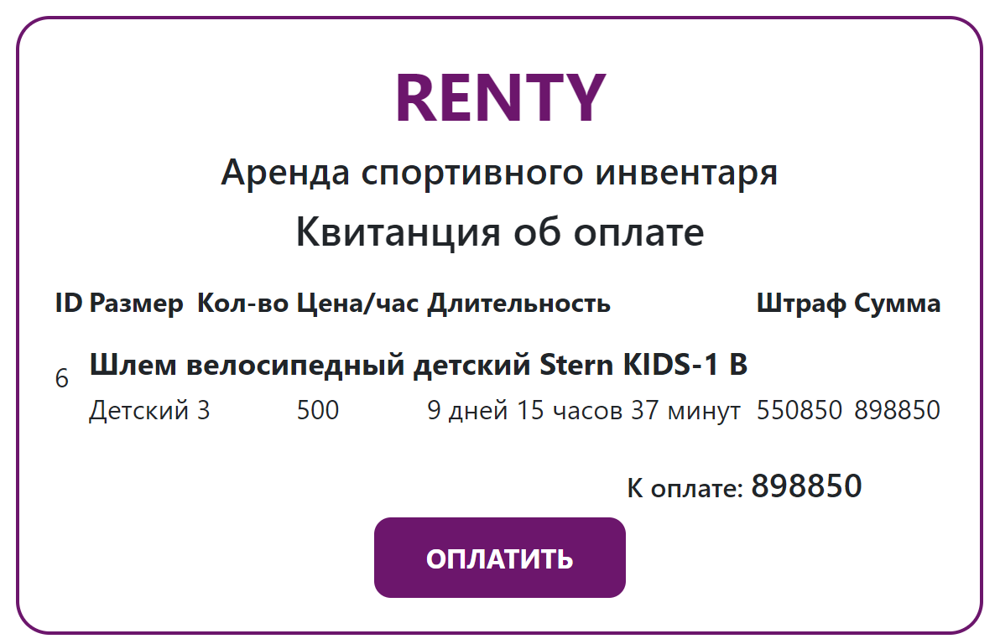 RENTY
Аренда спортивного инвентаря
Квитанция об оплате
ID Размер Кол-во Цена/час Длительность Штраф Сумма
6 Шлем велосипедный детский Stern KIDS-1 B
Детский 3 500 9 дней 15 часов 37 минут 550850 898850
К оплате: 898850
ОПЛАТИТЬ